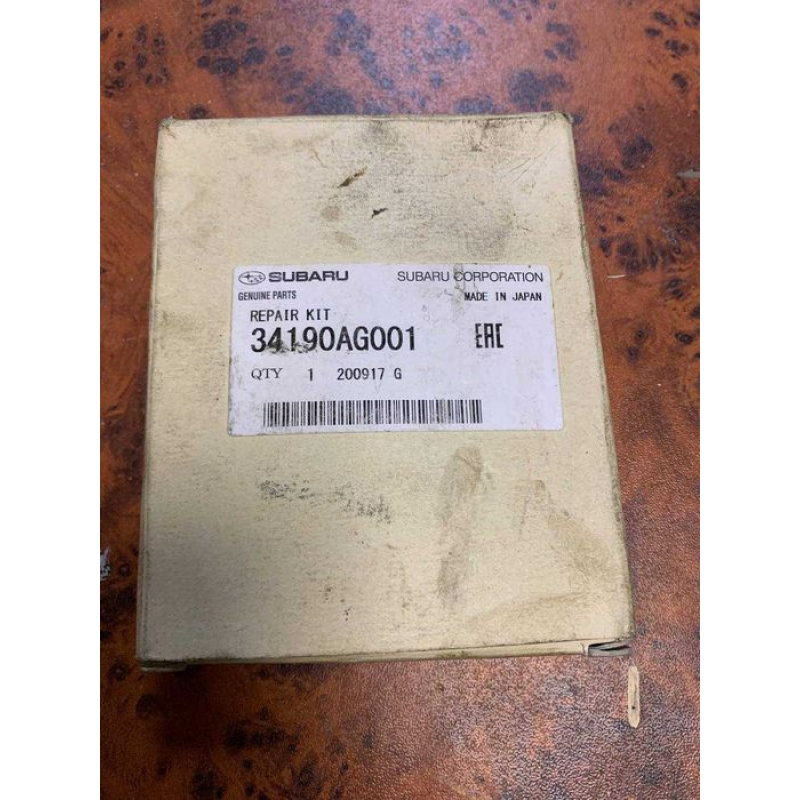 SUBARU SUBARU CORPORATION
GENUINE PARTS MADE IN JAPAN
REPAIR KIT
34190AG001 EAC
QTY 1 200917 G